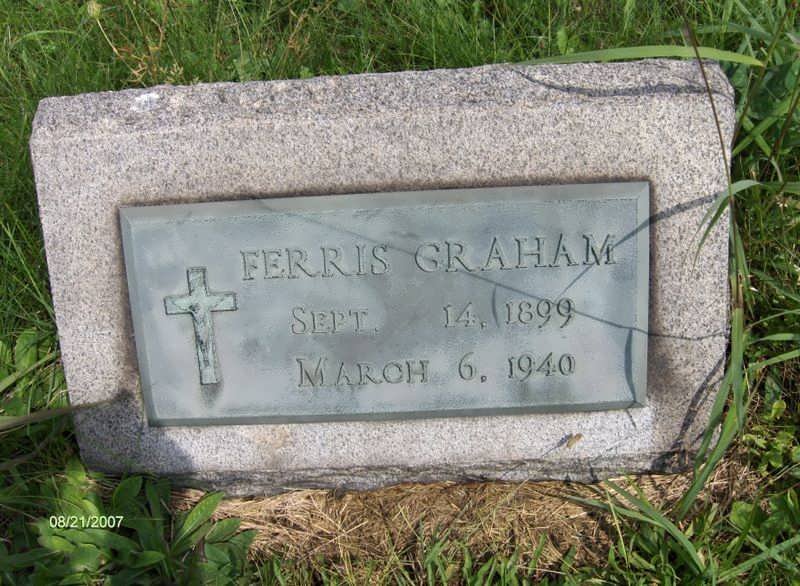 FERRIS GRAHAM
SEPT. 14, 1899
MARCH 6, 1940
08/21/2007